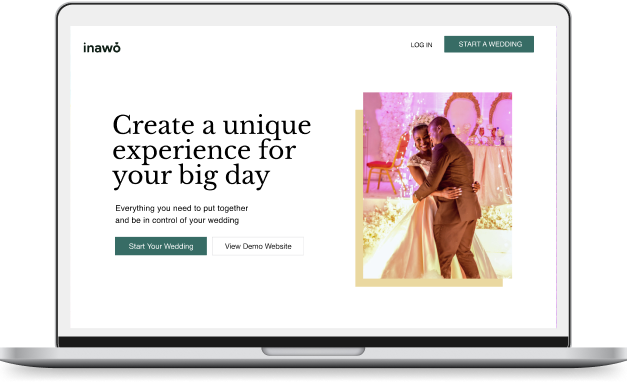 inawo
LOG IN
START A WEDDING
Create a unique
experience for
your big day
Everything you need to put together
and be in control of your wedding
Start Your Wedding
View Demo Website